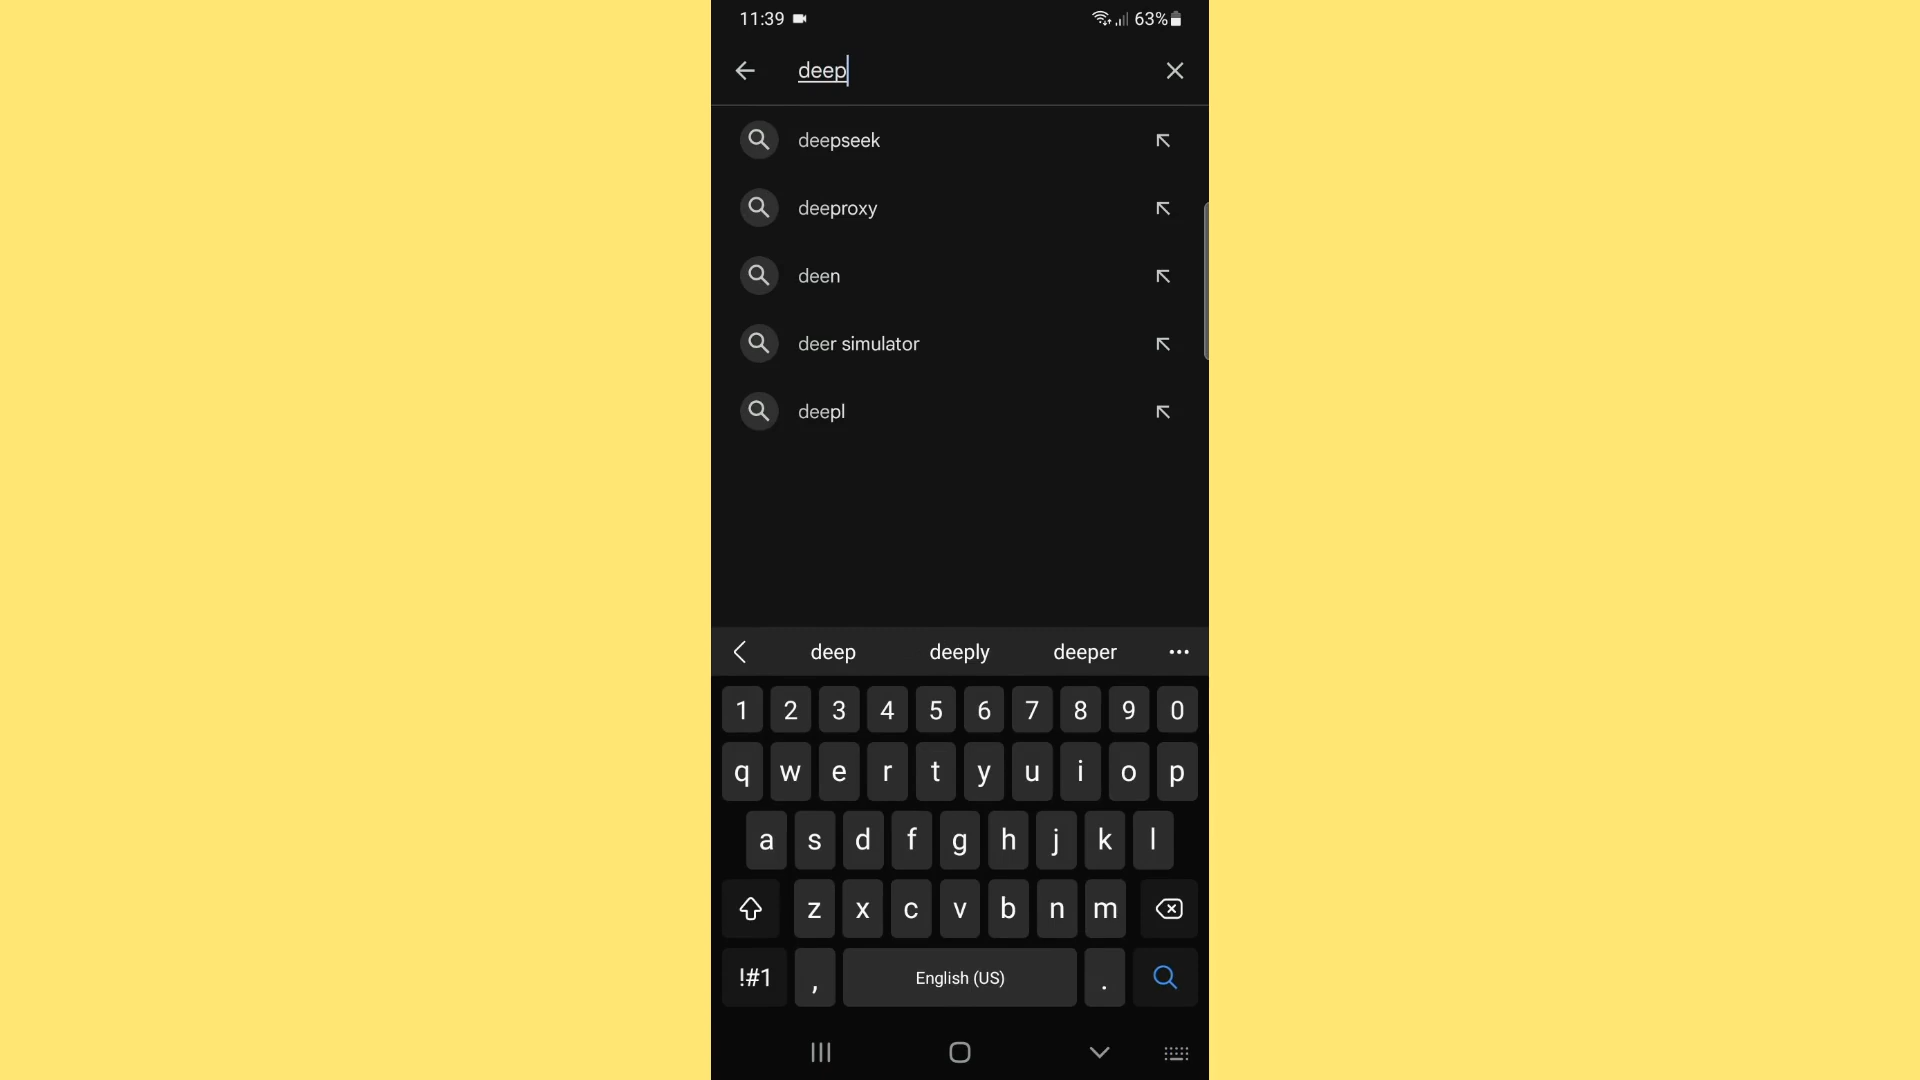 11:39 63%
deep
deepseek
deeproxy
deen
deer simulator
deepl
deep deeply deeper
1 2 3 4 5 6 7 8 9 0
q w e r t y u i o p
a s d f g h j k l
z x c v b n m
!#1 , English (US) .